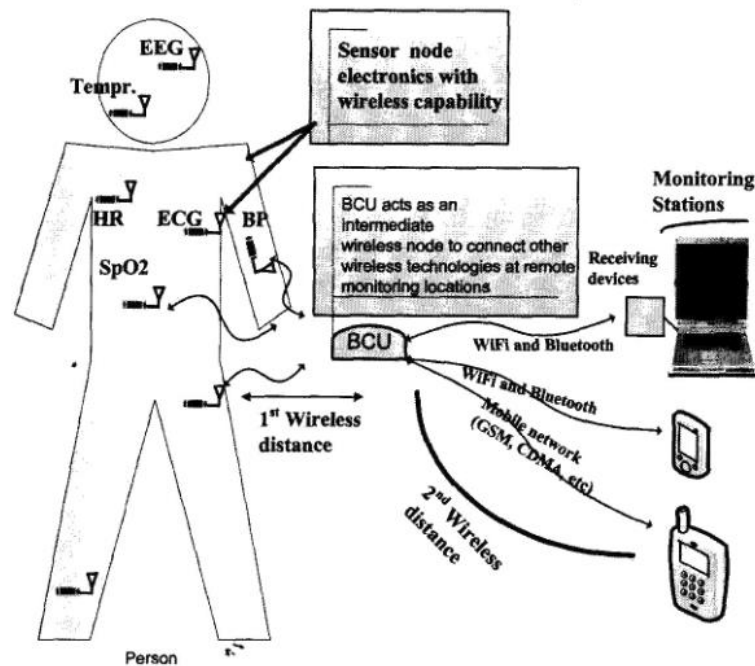 EEG
Tempr.
Sensor node
electronics with
wireless capability
HR
ECG
BP
SpO2
BCU acts as an
intermediate
wireless node to connect other
wireless technologies at remote
monitoring locations
Monitoring
Stations
Receiving
devices
BCU
WiFi and Bluetooth
WiFi and Bluetooth
Mobile network
(GSM, CDMA, etc)
1st Wireless
distance
2nd Wireless
distance
Person